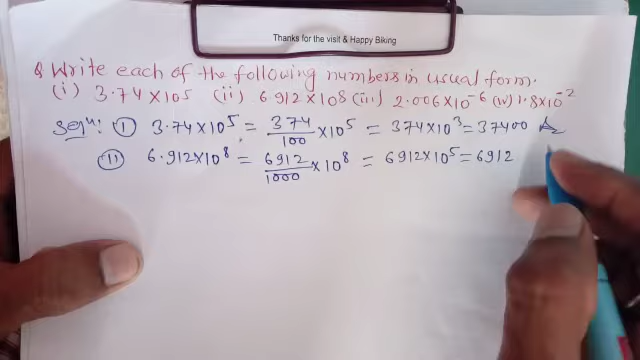 Thanks for the visit & Happy Biking
Q Write each of the following numbers in usual form.
(i) 3.74×10⁵ (ii) 6.912×10⁸ (iii) 2.006×10⁻⁶ (iv) 1.8×10⁻²
Solⁿ: (i) 3.74×10⁵ = 374/100 ×10⁵ = 374×10³ = 37400
(ii) 6.912×10⁸ = 6912/1000 ×10⁸ = 6912×10⁵ = 6912